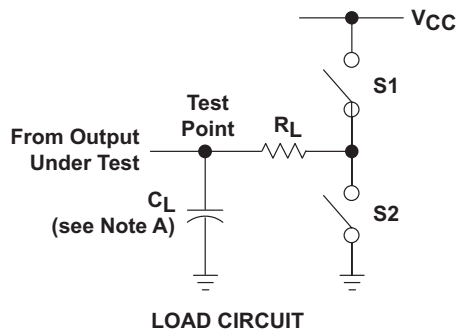 VCC
S1
Test
Point
RL
From Output
Under Test
CL
(see Note A)
S2
LOAD CIRCUIT